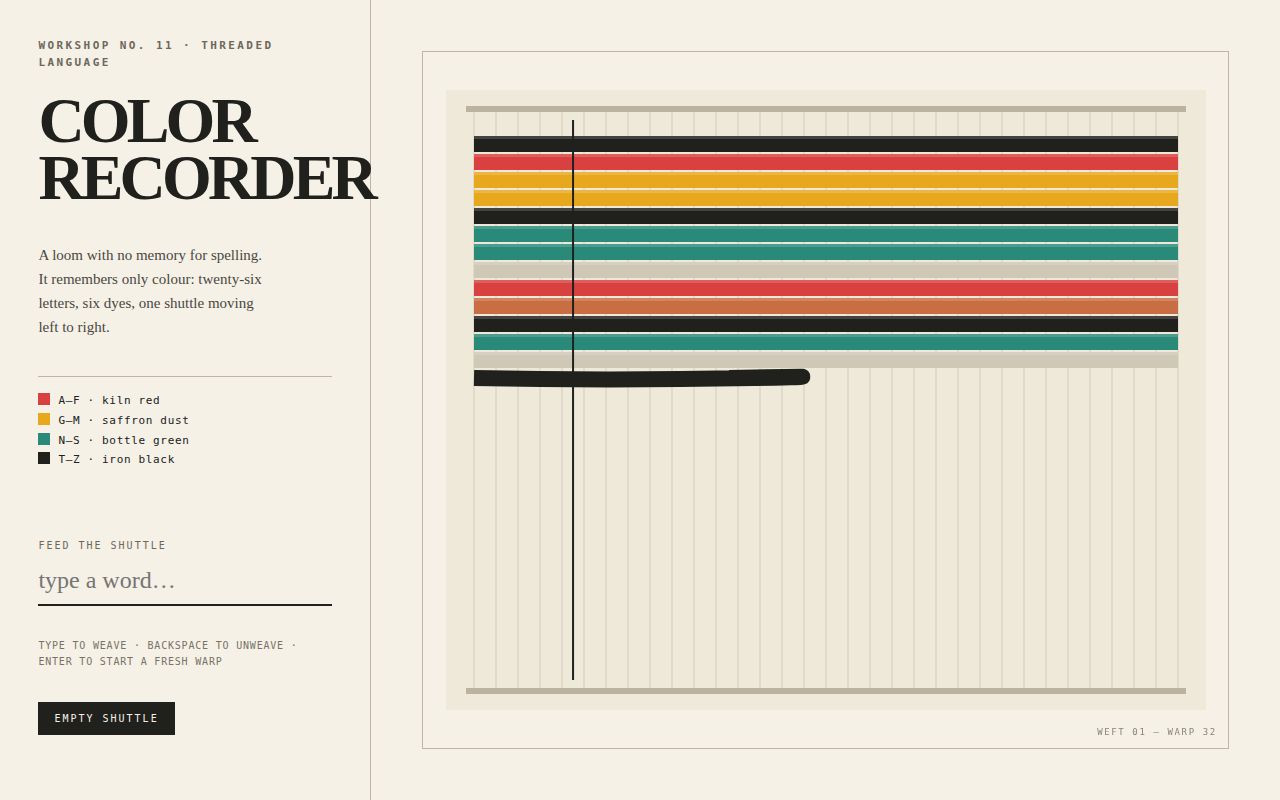 WORKSHOP NO. 11 · THREADED
LANGUAGE
COLOR
RECORDER
A loom with no memory for spelling.
It remembers only colour: twenty-six
letters, six dyes, one shuttle moving
left to right.
A–F · kiln red
G–M · saffron dust
N–S · bottle green
T–Z · iron black
FEED THE SHUTTLE
type a word…
TYPE TO WEAVE · BACKSPACE TO UNWEAVE ·
ENTER TO START A FRESH WARP
EMPTY SHUTTLE
WEFT 01 — WARP 32